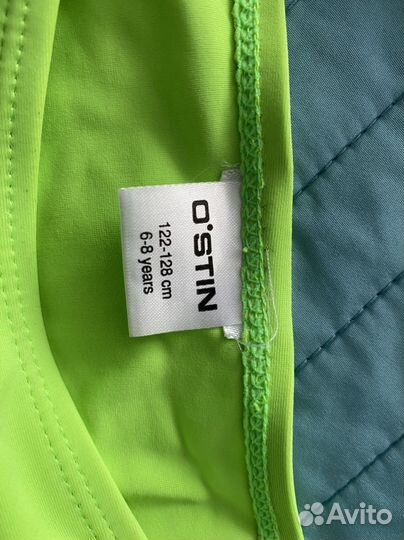 O'STIN
122-128 cm
6-8 years
Avito